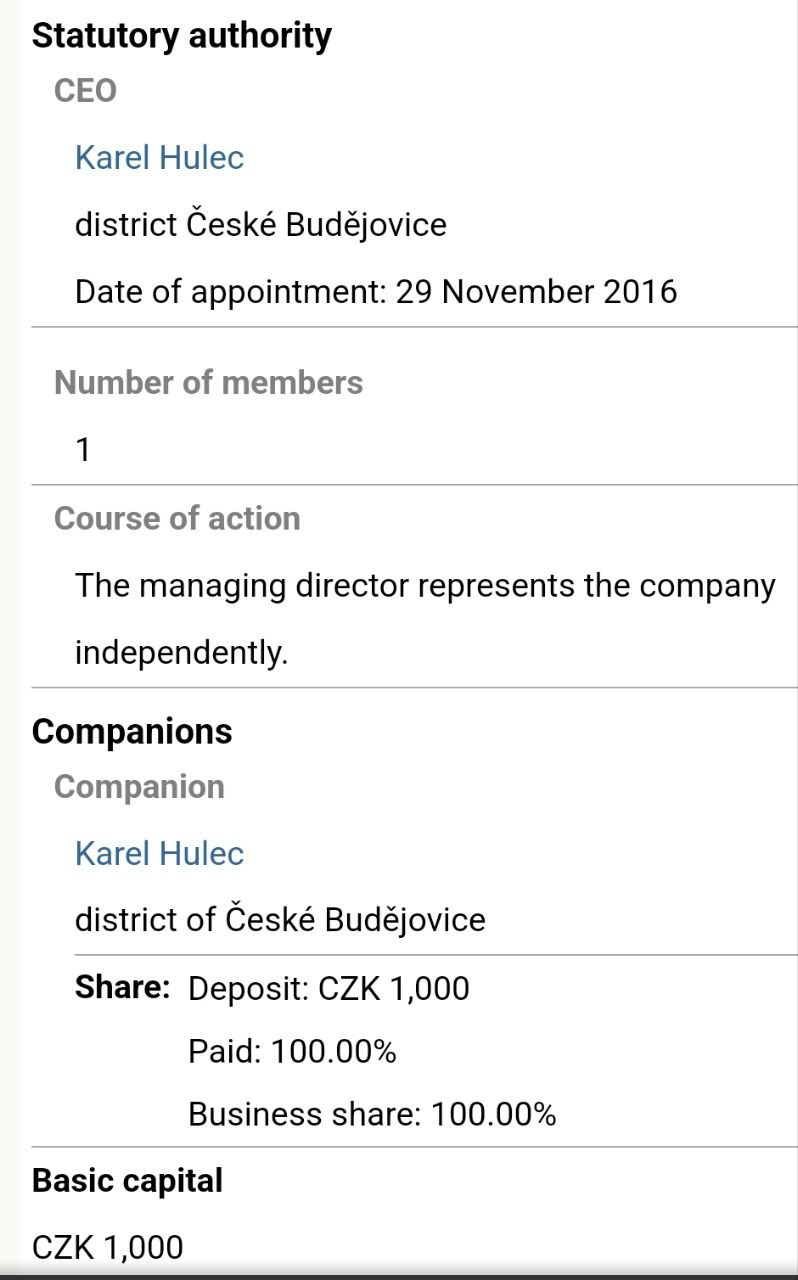 Statutory authority
CEO
Karel Hulec
district České Budějovice
Date of appointment: 29 November 2016
Number of members
1
Course of action
The managing director represents the company
independently.
Companions
Companion
Karel Hulec
district of České Budějovice
Share: Deposit: CZK 1,000
Paid: 100.00%
Business share: 100.00%
Basic capital
CZK 1,000